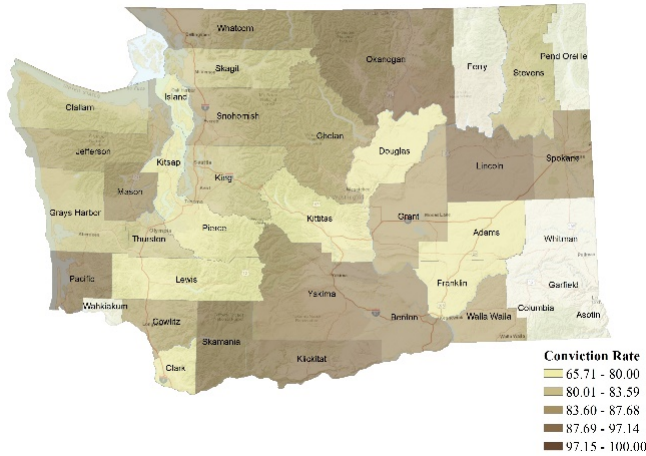 Whatcom
Okanogan
Ferry
Stevens
Pend Oreille
Skagit
Island
Clallam
Snohomish
Chelan
Jefferson
Kitsap
Douglas
Lincoln
Spokane
King
Mason
Grays Harbor
Kittitas
Grant
Pierce
Thurston
Adams
Whitman
Pacific
Lewis
Yakima
Franklin
Garfield
Wahkiakum
Cowlitz
Benton
Walla Walla
Columbia
Asotin
Skamania
Klickitat
Clark
Conviction Rate
65.71 - 80.00
80.01 - 83.59
83.60 - 87.68
87.69 - 97.14
97.15 - 100.00